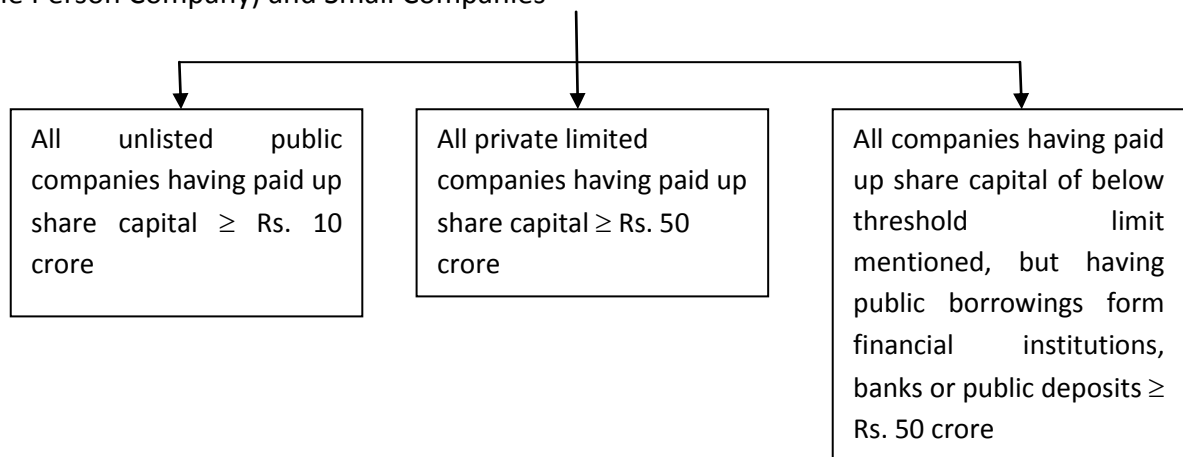 Person Company) and Small Companies
All unlisted public
companies having paid up
share capital ≥ Rs. 10
crore
All private limited
companies having paid up
share capital ≥ Rs. 50
crore
All companies having paid
up share capital of below
threshold limit
mentioned, but having
public borrowings form
financial institutions,
banks or public deposits ≥
Rs. 50 crore